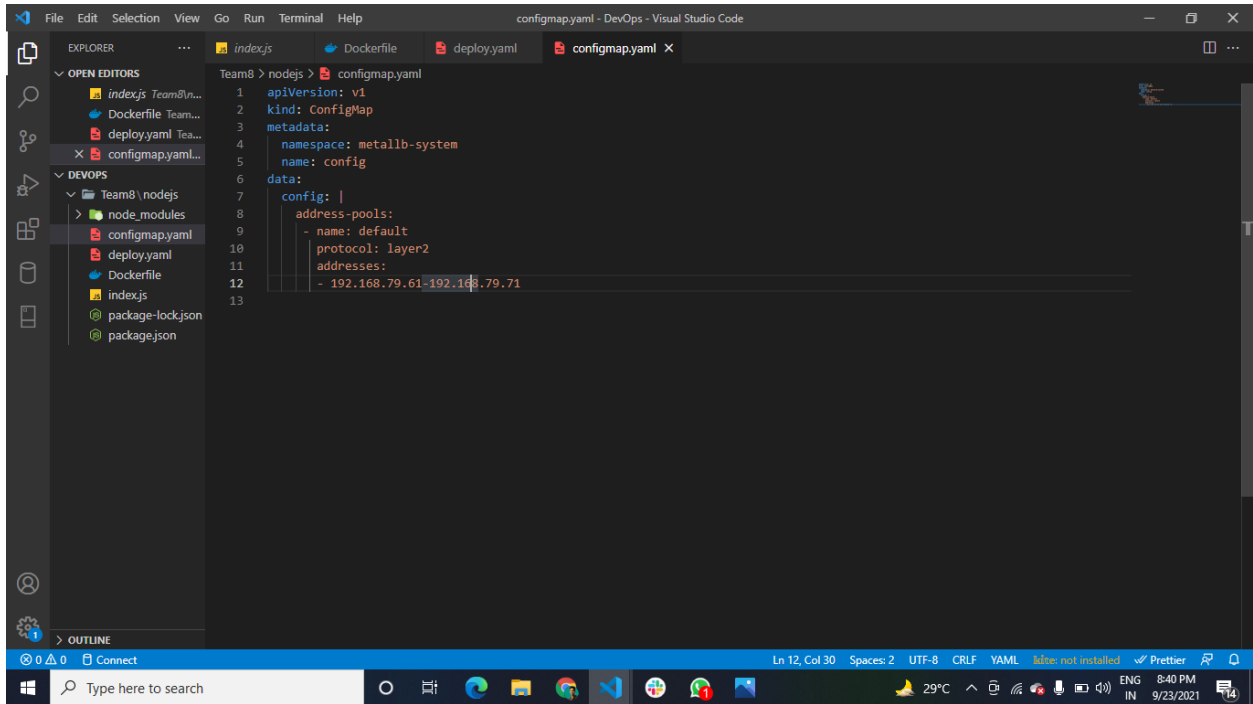 File Edit Selection View Go Run Terminal Help configmap.yaml - DevOps - Visual Studio Code
EXPLORER ...
index.js Dockerfile deploy.yaml configmap.yaml
OPEN EDITORS
index.js Team8\n...
Dockerfile Team...
deploy.yaml Tea...
configmap.yaml...
DEVOPS
Team8\nodejs
node_modules
configmap.yaml
deploy.yaml
Dockerfile
index.js
package-lock.json
package.json
OUTLINE
Team8 > nodejs > configmap.yaml
1 apiVersion: v1
2 kind: ConfigMap
3 metadata:
4   namespace: metallb-system
5   name: config
6 data:
7   config: |
8     address-pools:
9      - name: default
10        protocol: layer2
11        addresses:
12        - 192.168.79.61-192.168.79.71
13
1
0 0 Connect Ln 12, Col 30 Spaces: 2 UTF-8 CRLF YAML kite: not installed Prettier
Type here to search 1 29°C ENG 8:40 PM
IN 9/23/2021 14